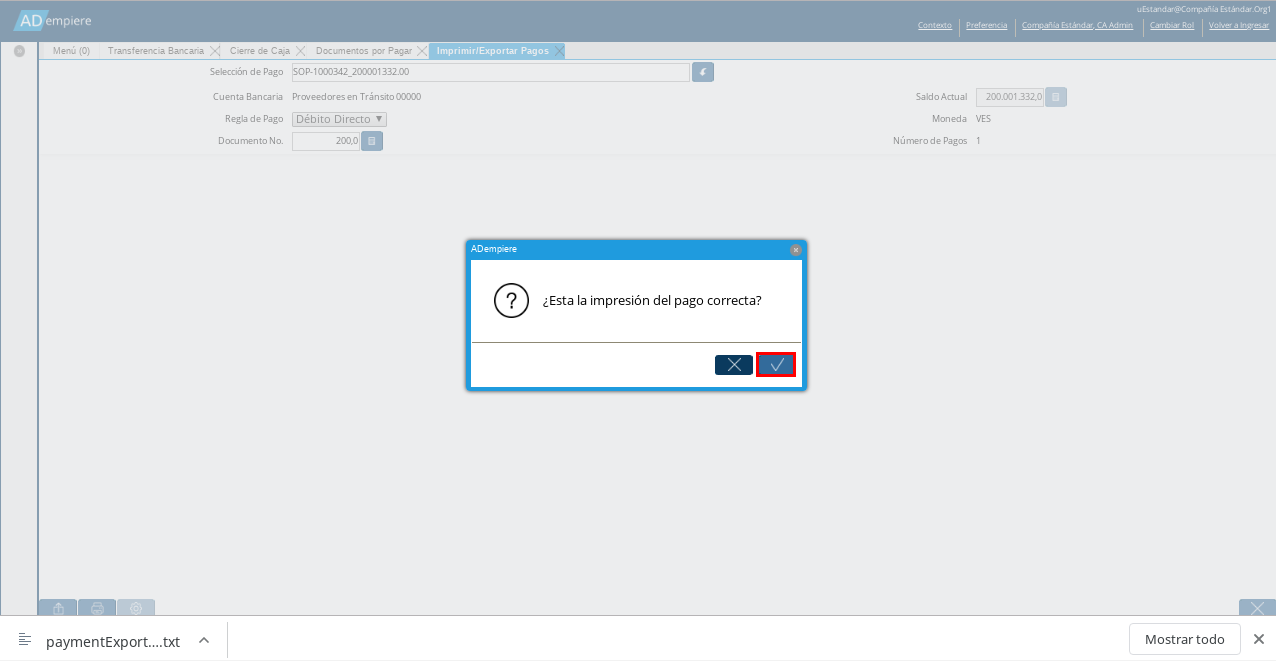 uEstandar@Compañía Estándar.Org1
ADempiere
Contexto Preferencia Compañía Estándar, CA Admin Cambiar Rol Volver a Ingresar
Menú (0) Transferencia Bancaria Cierre de Caja Documentos por Pagar Imprimir/Exportar Pagos
Selección de Pago SOP-1000342_200001332.00
Cuenta Bancaria Proveedores en Tránsito 00000 Saldo Actual 200.001.332,0
Regla de Pago Débito Directo Moneda VES
Documento No. 200,0 Número de Pagos 1
ADempiere
¿Esta la impresión del pago correcta?
paymentExport....txt Mostrar todo